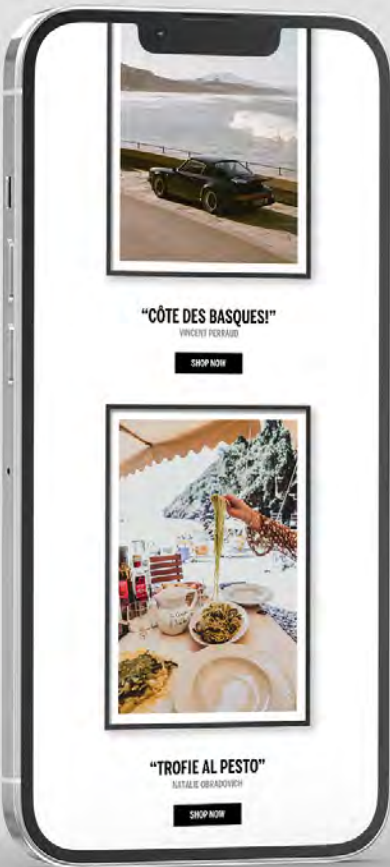 “CÔTE DES BASQUES!”
VINCENT PERRAUD
SHOP NOW
“TROFIE AL PESTO”
NATALIE OBRADOVICH
SHOP NOW